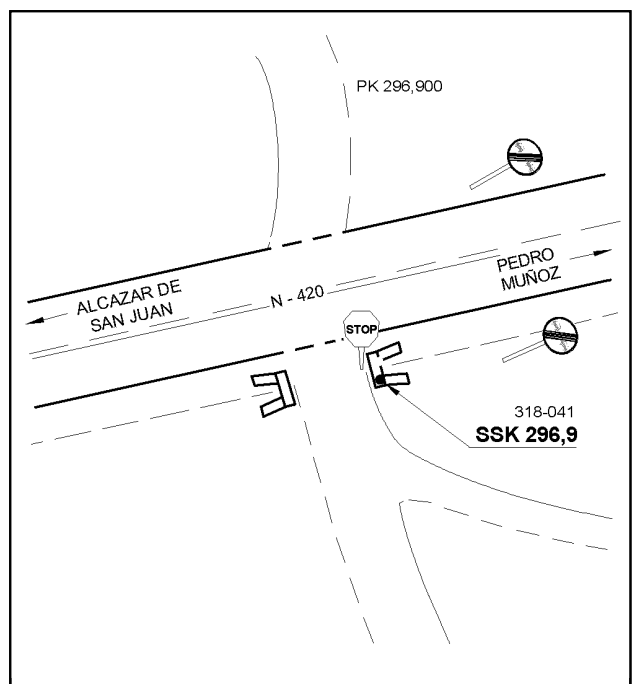 PK 296,900
ALCAZAR DE
SAN JUAN
N - 420
PEDRO
MUÑOZ
STOP
318-041
SSK 296,9